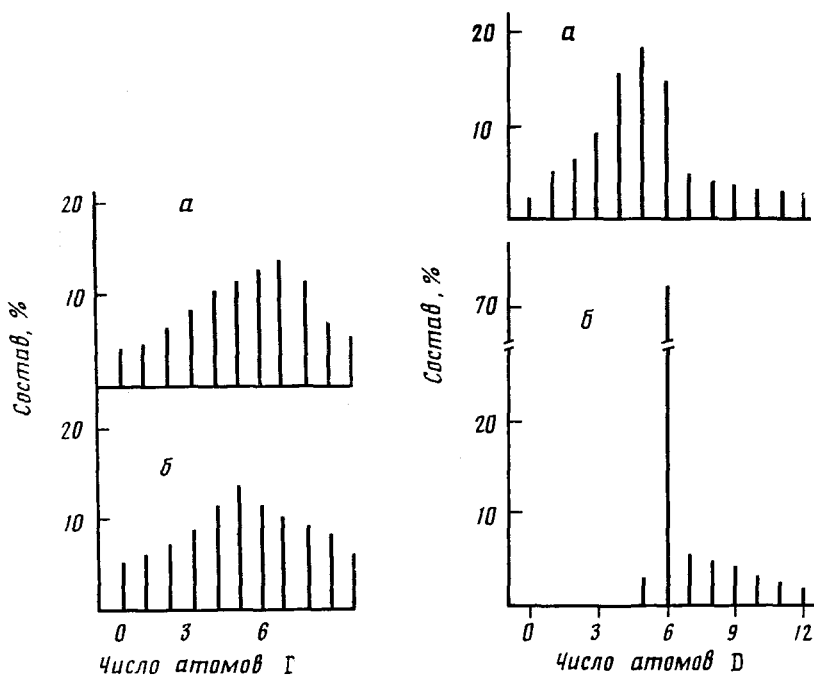 20
а
10
20
10
б
0 3 6
Состав, %
Число атомов I
20
а
10
70
б
20
10
0 3 6 9 12
Состав, %
Число атомов D